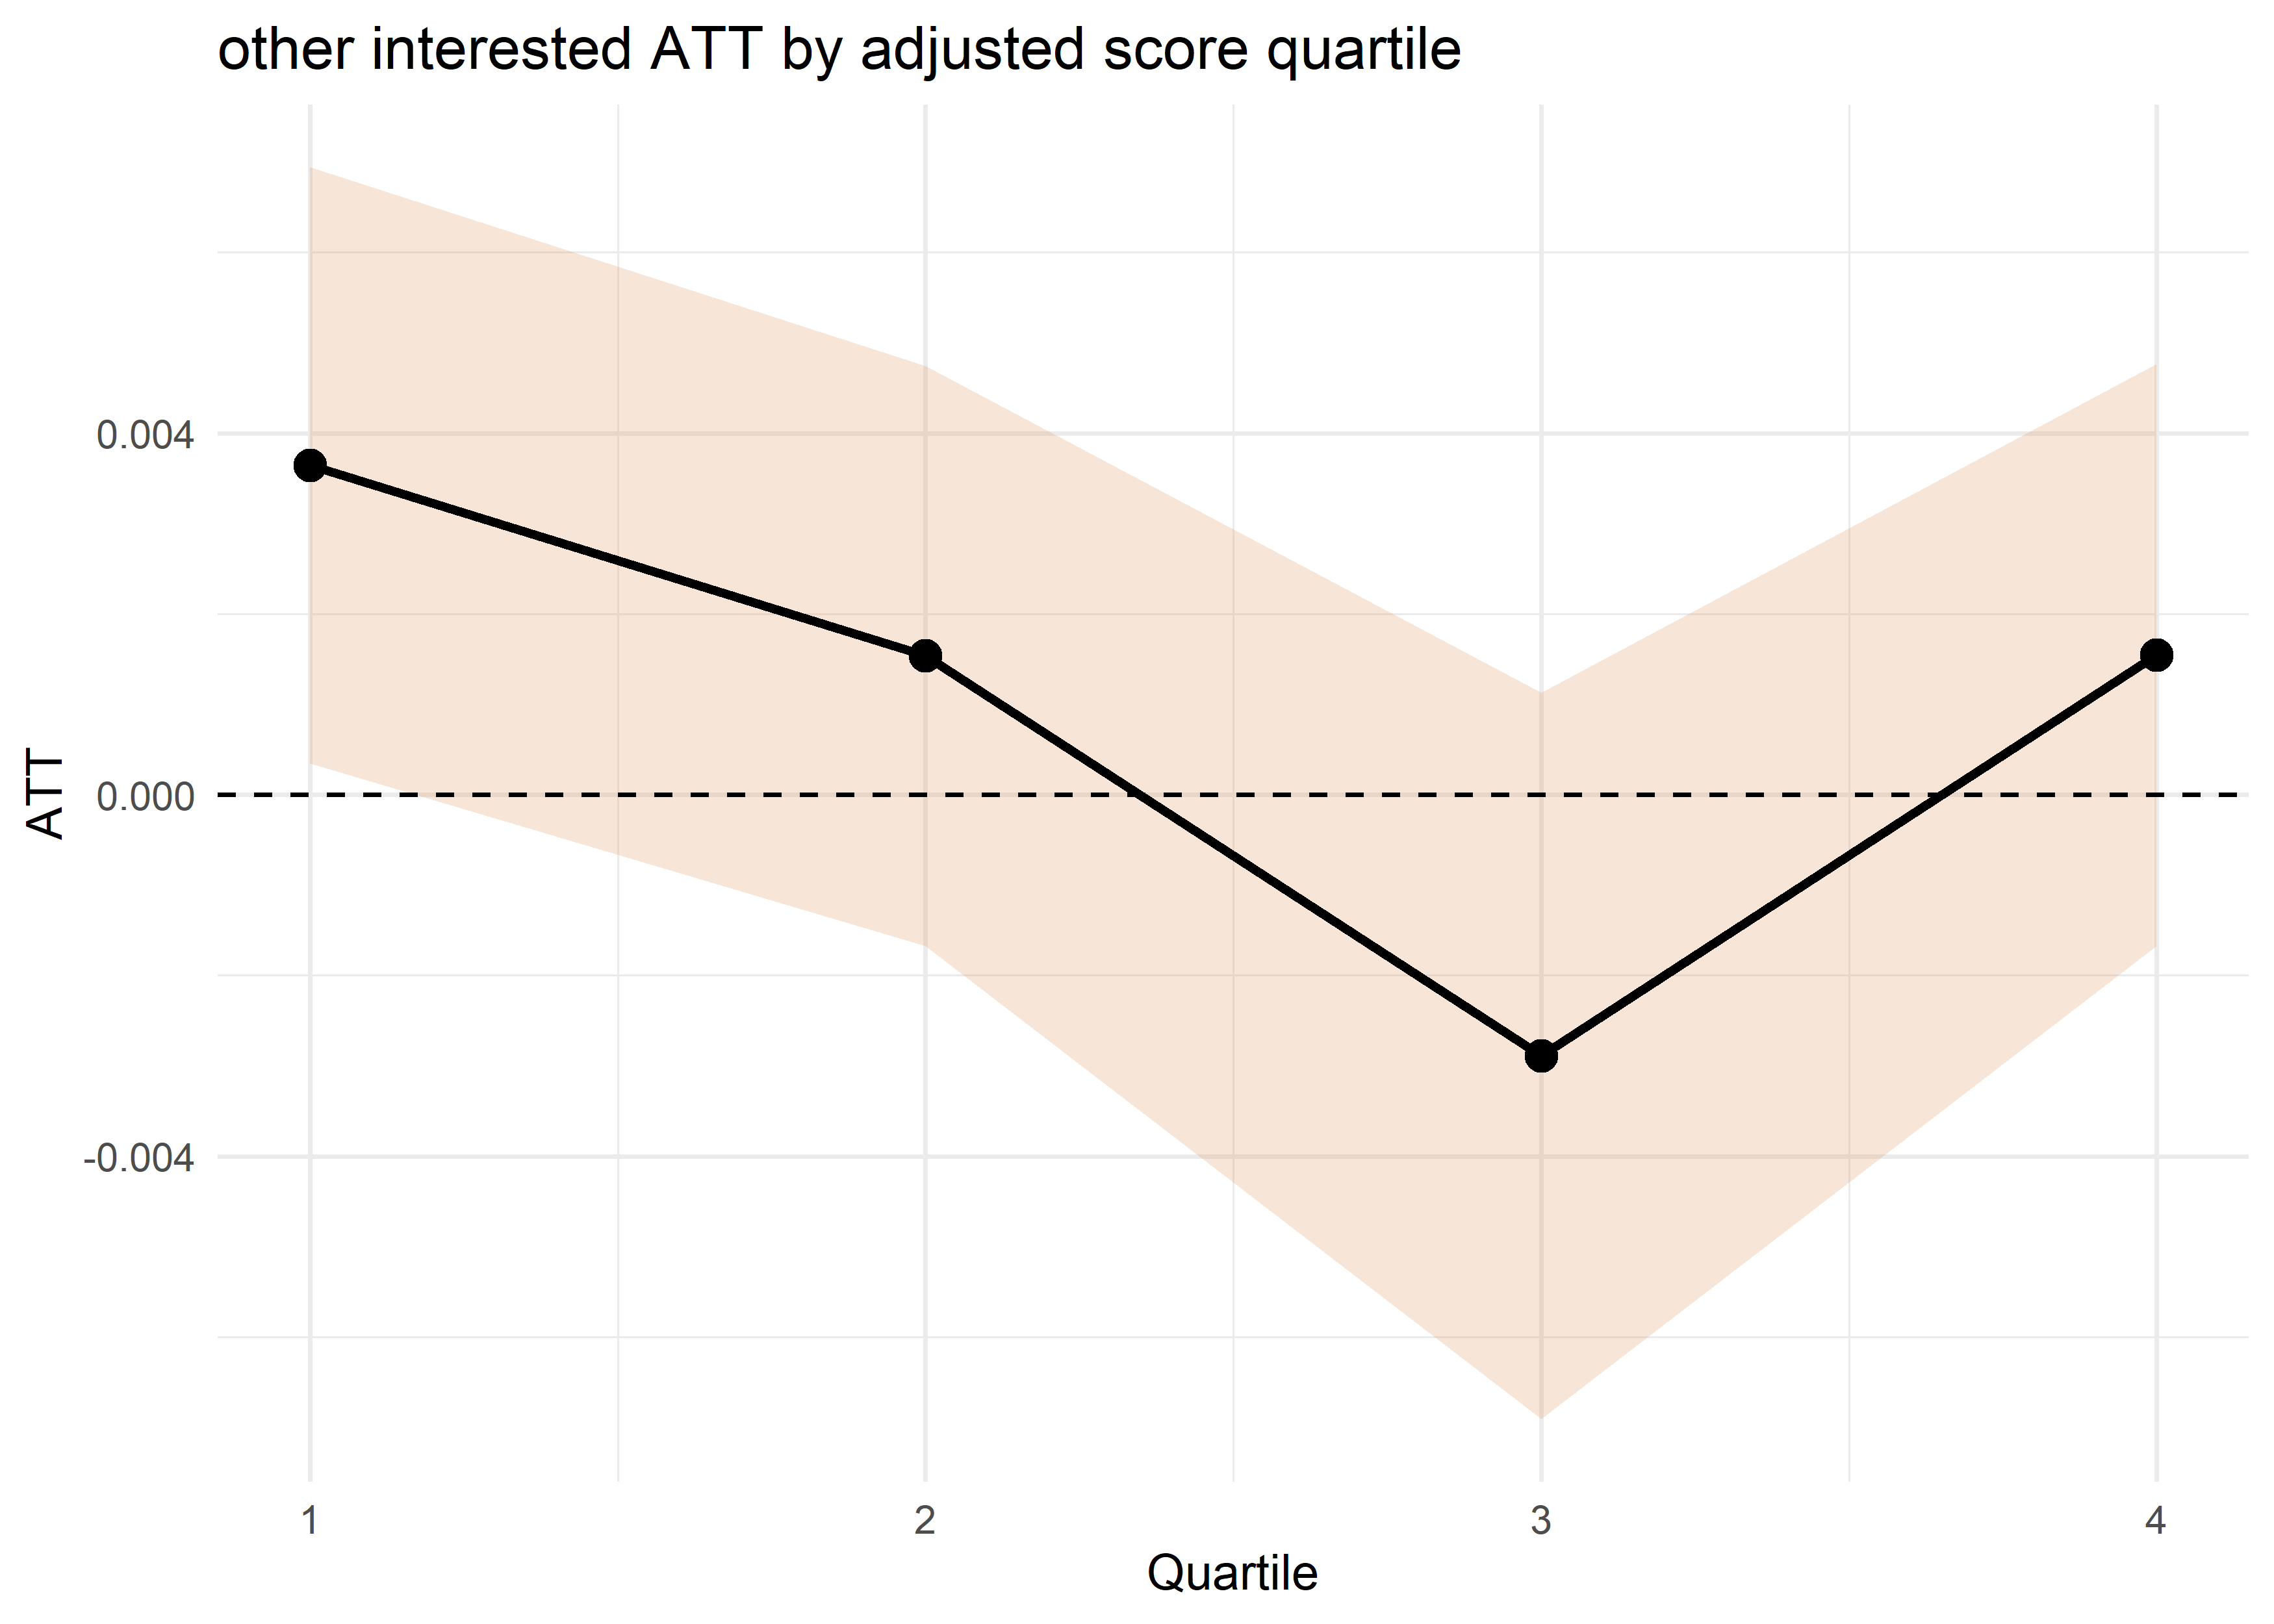 other interested ATT by adjusted score quartile
ATT
0.004
0.000
-0.004
1
2
3
4
Quartile